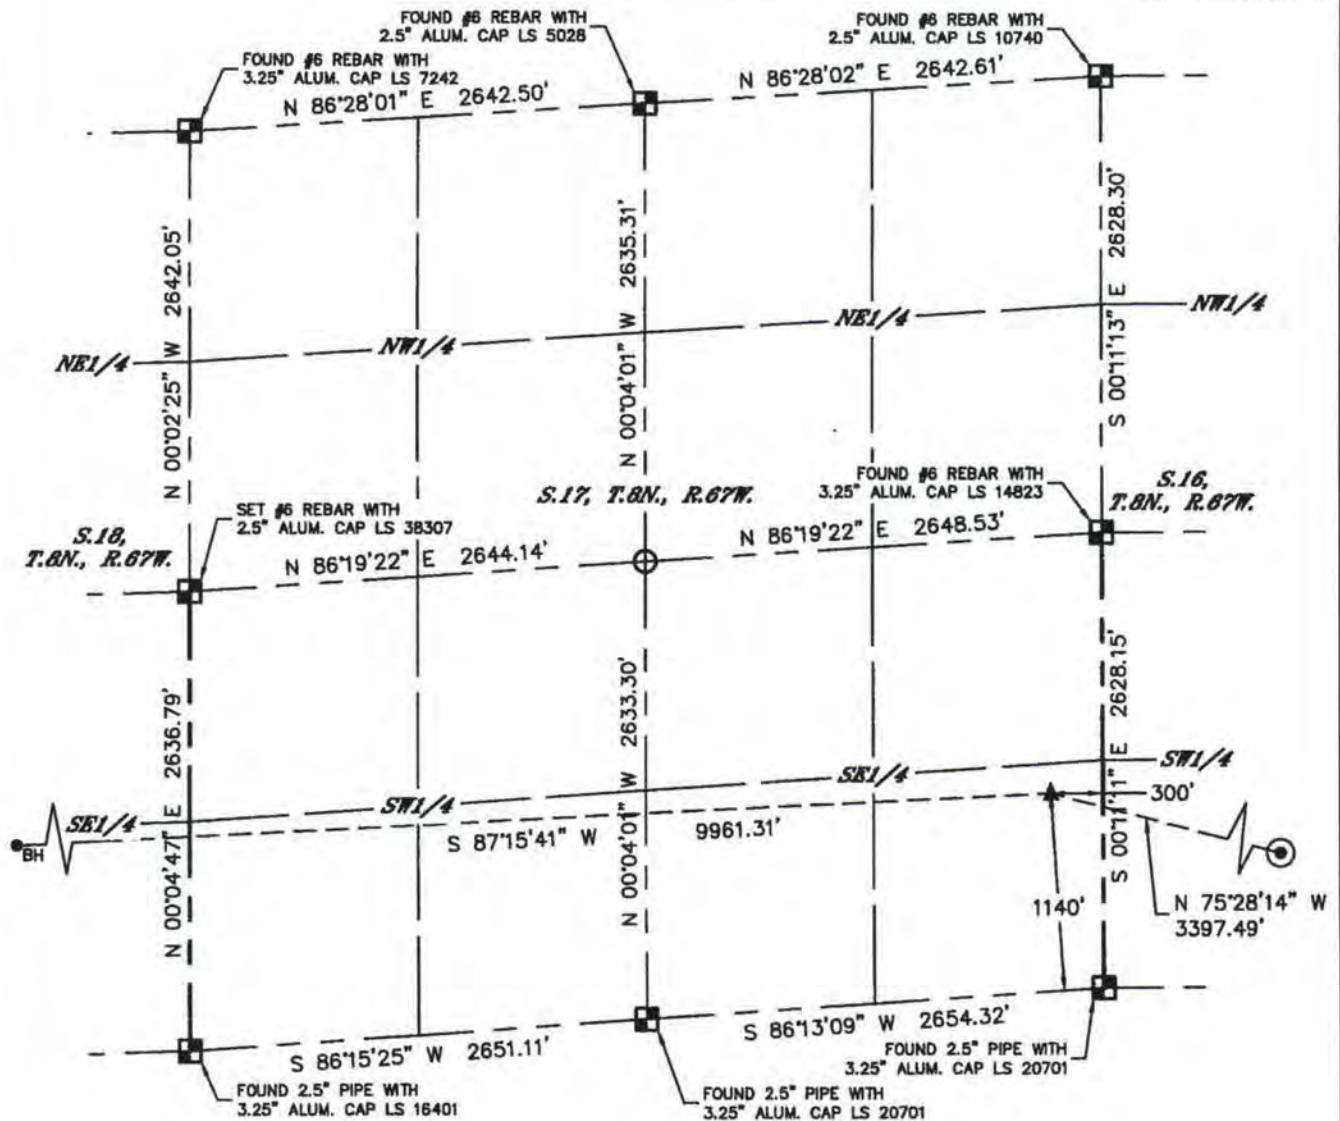 FOUND #6 REBAR WITH
2.5" ALUM. CAP LS 5028
FOUND #6 REBAR WITH
2.5" ALUM. CAP LS 10740
FOUND #6 REBAR WITH
3.25" ALUM. CAP LS 7242
N 86°28'01" E 2642.50'
N 86°28'02" E 2642.61'
N 00°02'25" W 2642.05'
N 00°04'01" W 2635.31'
S 00°11'13" E 2628.30'
NE1/4
NW1/4
NE1/4
NW1/4
S.18,
T.8N., R.67W.
SET #6 REBAR WITH
2.5" ALUM. CAP LS 38307
S.17, T.8N., R.67W.
FOUND #6 REBAR WITH
3.25" ALUM. CAP LS 14823
S.16,
T.8N., R.67W.
N 86°19'22" E 2644.14'
N 86°19'22" E 2648.53'
N 00°04'47" E 2636.79'
N 00°04'01" W 2633.30'
S 00°11'11" E 2628.15'
SE1/4
SW1/4
SE1/4
SW1/4
BH
S 87°15'41" W 9961.31'
300'
1140'
N 75°28'14" W
3397.49'
S 86°15'25" W 2651.11'
S 86°13'09" W 2654.32'
FOUND 2.5" PIPE WITH
3.25" ALUM. CAP LS 20701
FOUND 2.5" PIPE WITH
3.25" ALUM. CAP LS 16401
FOUND 2.5" PIPE WITH
3.25" ALUM. CAP LS 20701